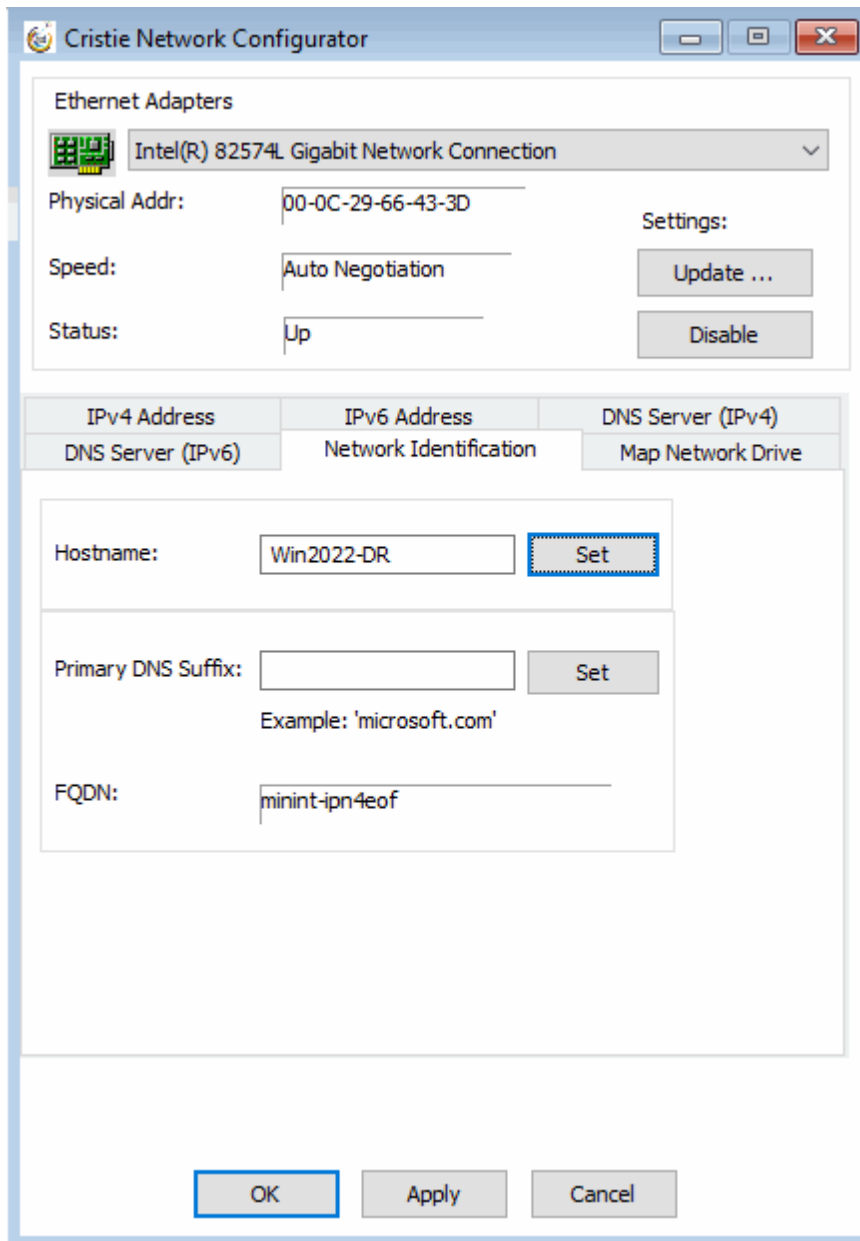 Cristie Network Configurator
Ethernet Adapters
Intel(R) 82574L Gigabit Network Connection
Physical Addr: 00-0C-29-66-43-3D
Settings:
Speed: Auto Negotiation Update ...
Status: Up Disable
IPv4 Address IPv6 Address DNS Server (IPv4)
DNS Server (IPv6) Network Identification Map Network Drive
Hostname: Win2022-DR Set
Primary DNS Suffix: Set
Example: 'microsoft.com'
FQDN: minint-ipn4eof
OK Apply Cancel